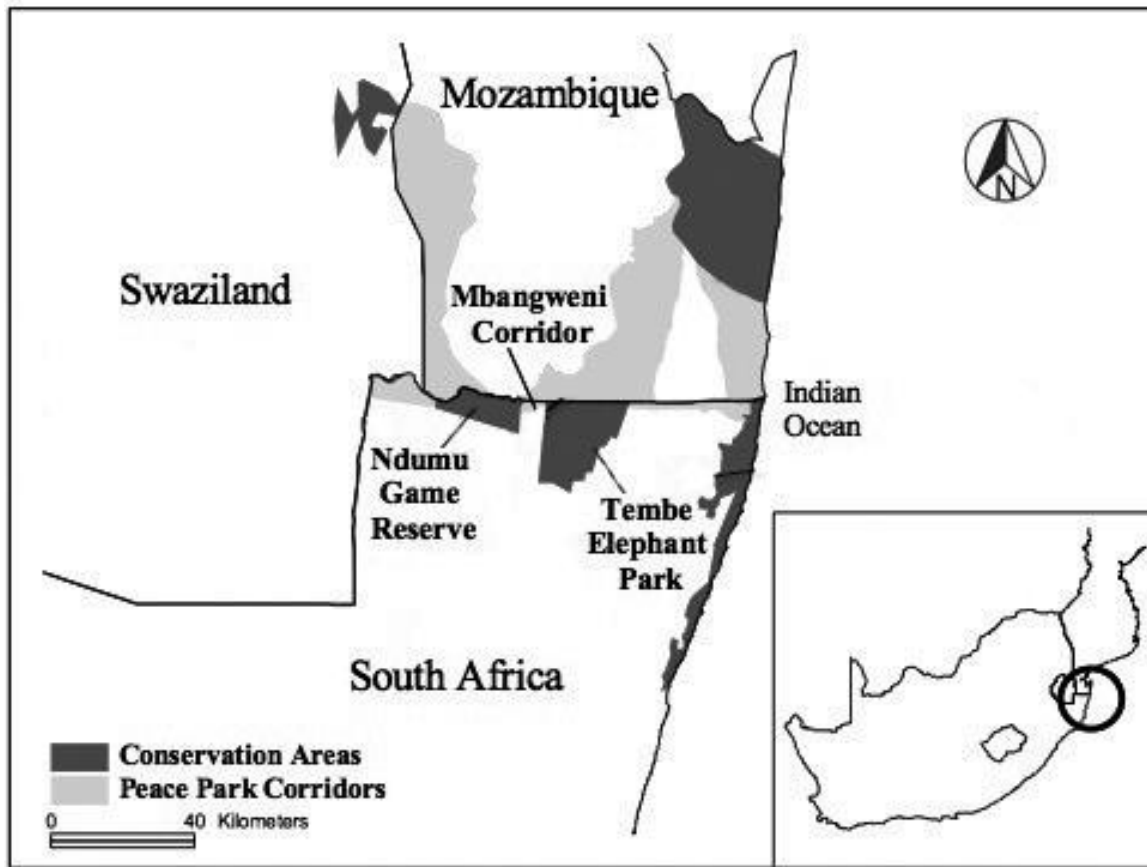 Mozambique
N
Swaziland
Mbangweni
Corridor
Indian
Ocean
Ndumu
Game
Reserve
Tembe
Elephant
Park
South Africa
Conservation Areas
Peace Park Corridors
0 40 Kilometers